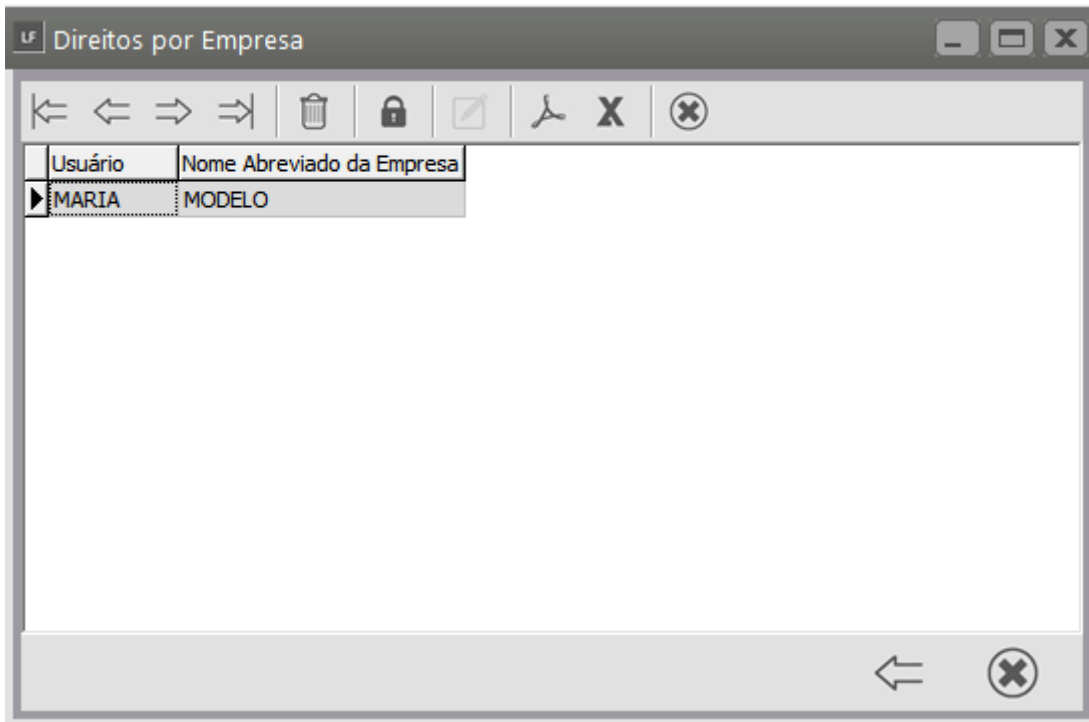 LF Direitos por Empresa
Usuário Nome Abreviado da Empresa
MARIA MODELO